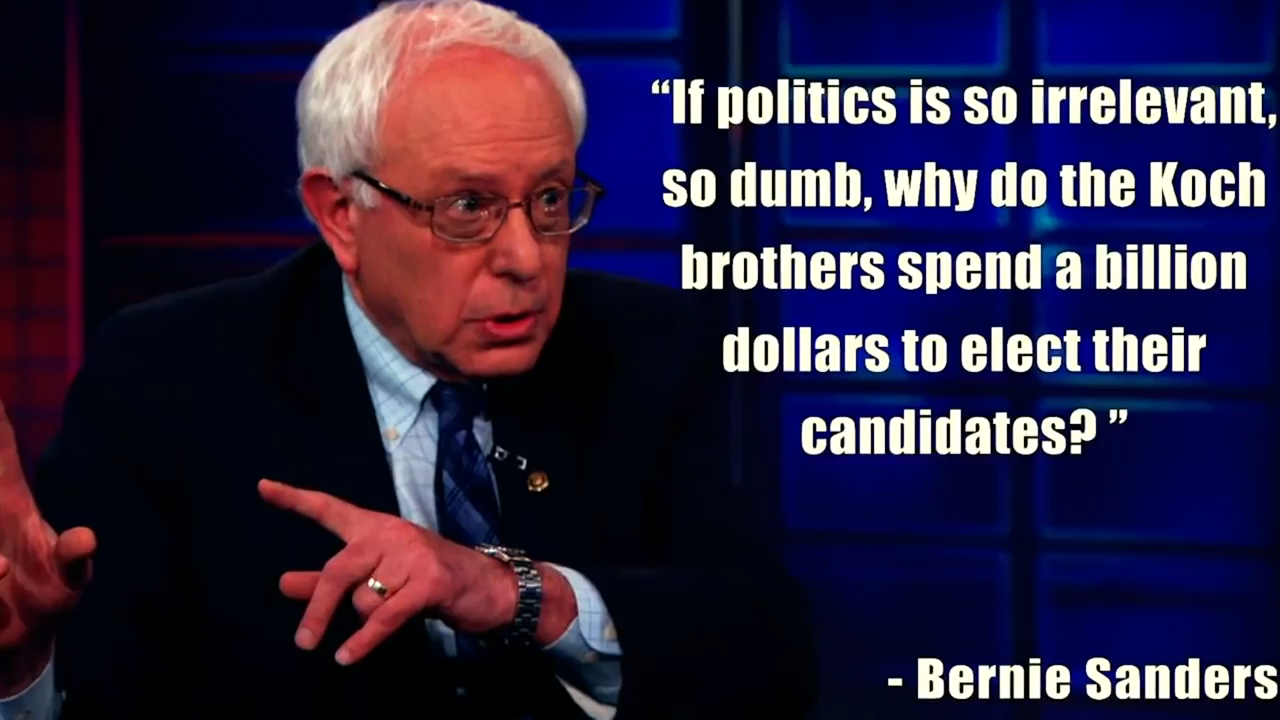 “If politics is so irrelevant,
so dumb, why do the Koch
brothers spend a billion
dollars to elect their
candidates? ”
- Bernie Sanders